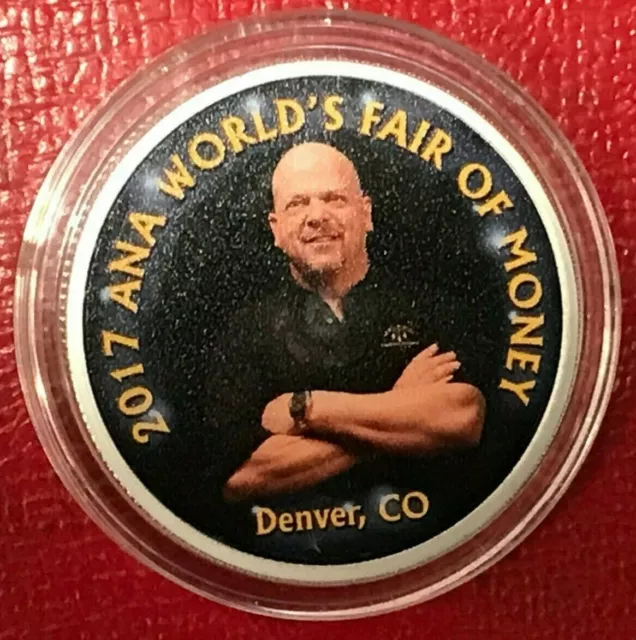 2017 ANA WORLD'S FAIR OF MONEY
Denver, CO